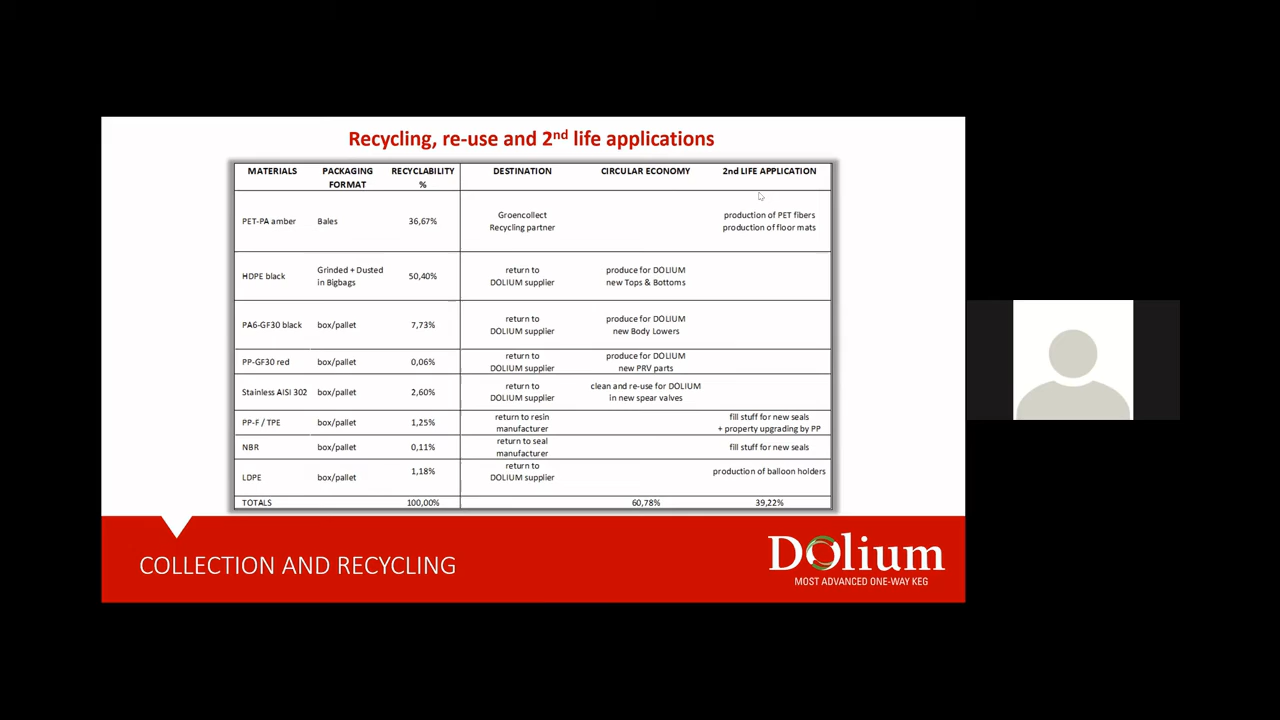 Recycling, re-use and 2nd life applications
MATERIALS PACKAGING FORMAT RECYCLABILITY % DESTINATION CIRCULAR ECONOMY 2nd LIFE APPLICATION
PET-PA amber Bales 36,67% Groencollect Recycling partner production of PET fibers production of floor mats
HDPE black Grinded + Dusted in Bigbags 50,40% return to DOLIUM supplier produce for DOLIUM new Tops & Bottoms
PA6-GF30 black box/pallet 7,73% return to DOLIUM supplier produce for DOLIUM new Body Lowers
PP-GF30 red box/pallet 0,06% return to DOLIUM supplier produce for DOLIUM new PRV parts
Stainless AISI 302 box/pallet 2,60% return to DOLIUM supplier clean and re-use for DOLIUM in new spear valves
PP-F / TPE box/pallet 1,25% return to resin manufacturer fill stuff for new seals + property upgrading by PP
NBR box/pallet 0,11% return to seal manufacturer fill stuff for new seals
LDPE box/pallet 1,18% return to DOLIUM supplier production of balloon holders
TOTALS 100,00% 60,78% 39,22%
COLLECTION AND RECYCLING
Dolium
MOST ADVANCED ONE-WAY KEG